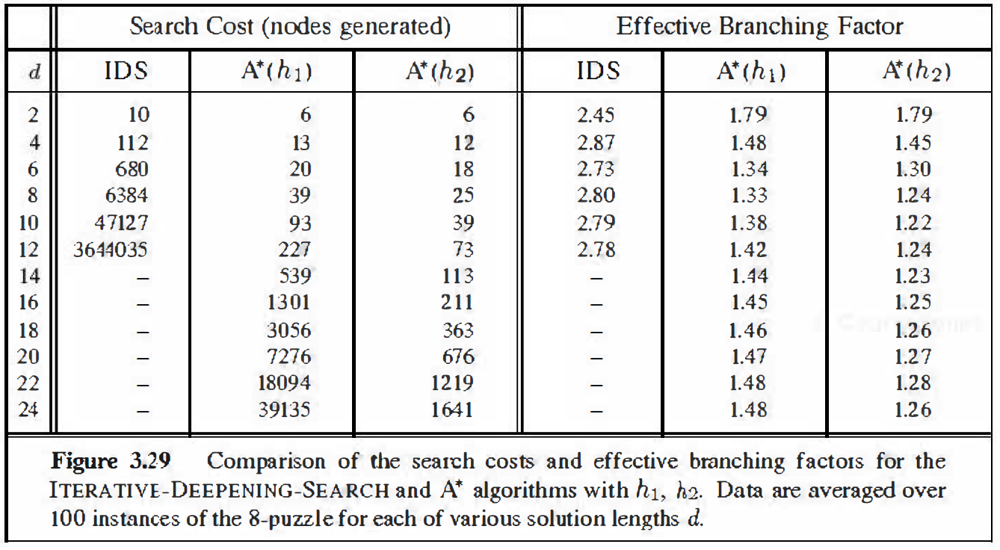 Search Cost (nodes generated) Effective Branching Factor
d IDS A*(h1) A*(h2) IDS A*(h1) A*(h2)
2 10 6 6 2.45 1.79 1.79
4 112 13 12 2.87 1.48 1.45
6 680 20 18 2.73 1.34 1.30
8 6384 39 25 2.80 1.33 1.24
10 47127 93 39 2.79 1.38 1.22
12 3644035 227 73 2.78 1.42 1.24
14 – 539 113 – 1.44 1.23
16 – 1301 211 – 1.45 1.25
18 – 3056 363 – 1.46 1.26
20 – 7276 676 – 1.47 1.27
22 – 18094 1219 – 1.48 1.28
24 – 39135 1641 – 1.48 1.26
Figure 3.29 Comparison of the search costs and effective branching factors for the
ITERATIVE-DEEPENING-SEARCH and A* algorithms with h1, h2. Data are averaged over
100 instances of the 8-puzzle for each of various solution lengths d.